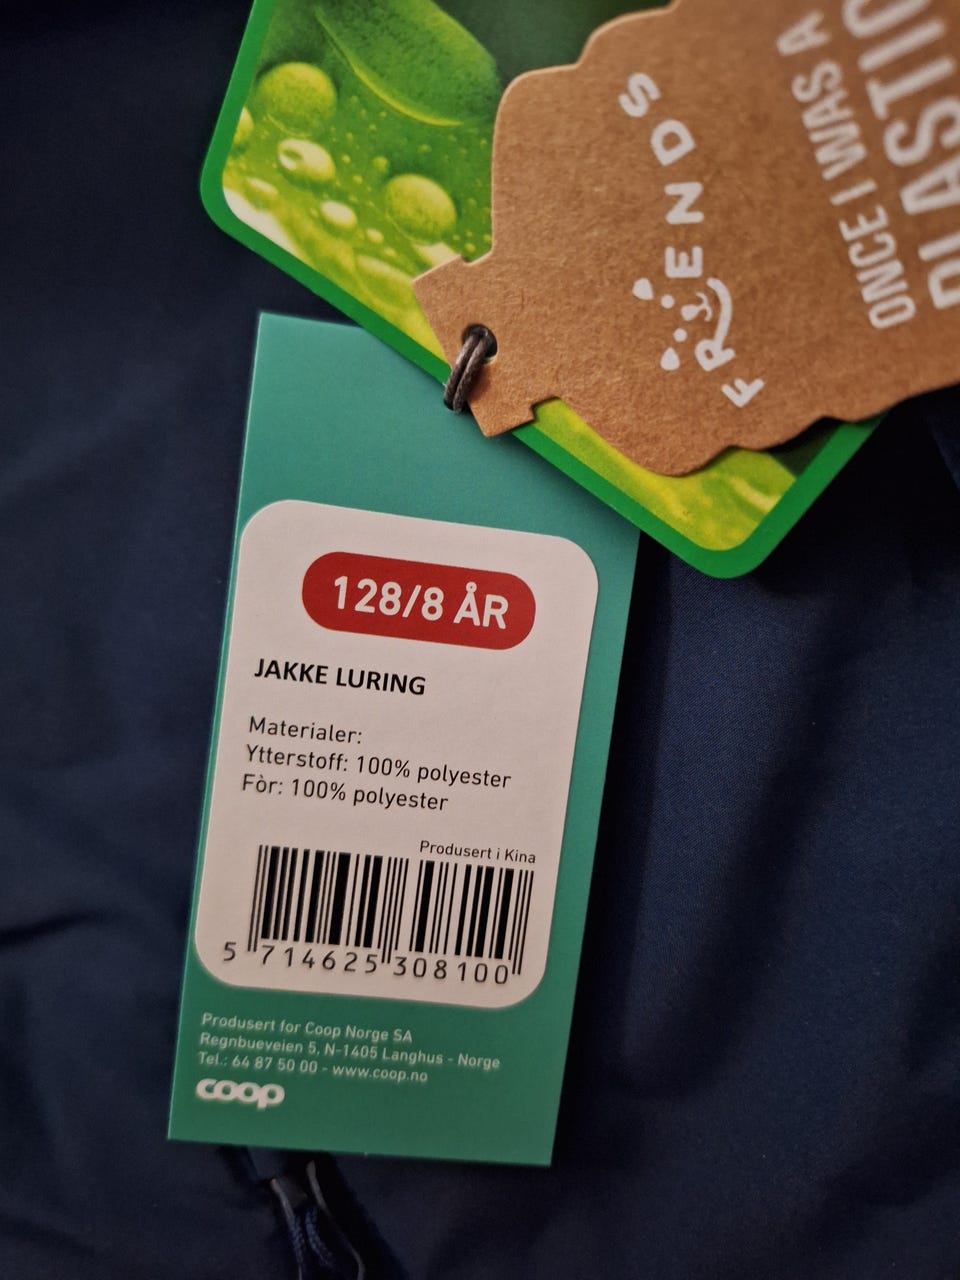 FRIENDS
ONCE I WAS A
PLASTIC
128/8 ÅR
JAKKE LURING
Materialer:
Ytterstoff: 100% polyester
Fòr: 100% polyester
Produsert i Kina
5 714625 308100
Produsert for Coop Norge SA
Regnbueveien 5, N-1405 Langhus - Norge
Tel.: 64 87 50 00 - www.coop.no
coop